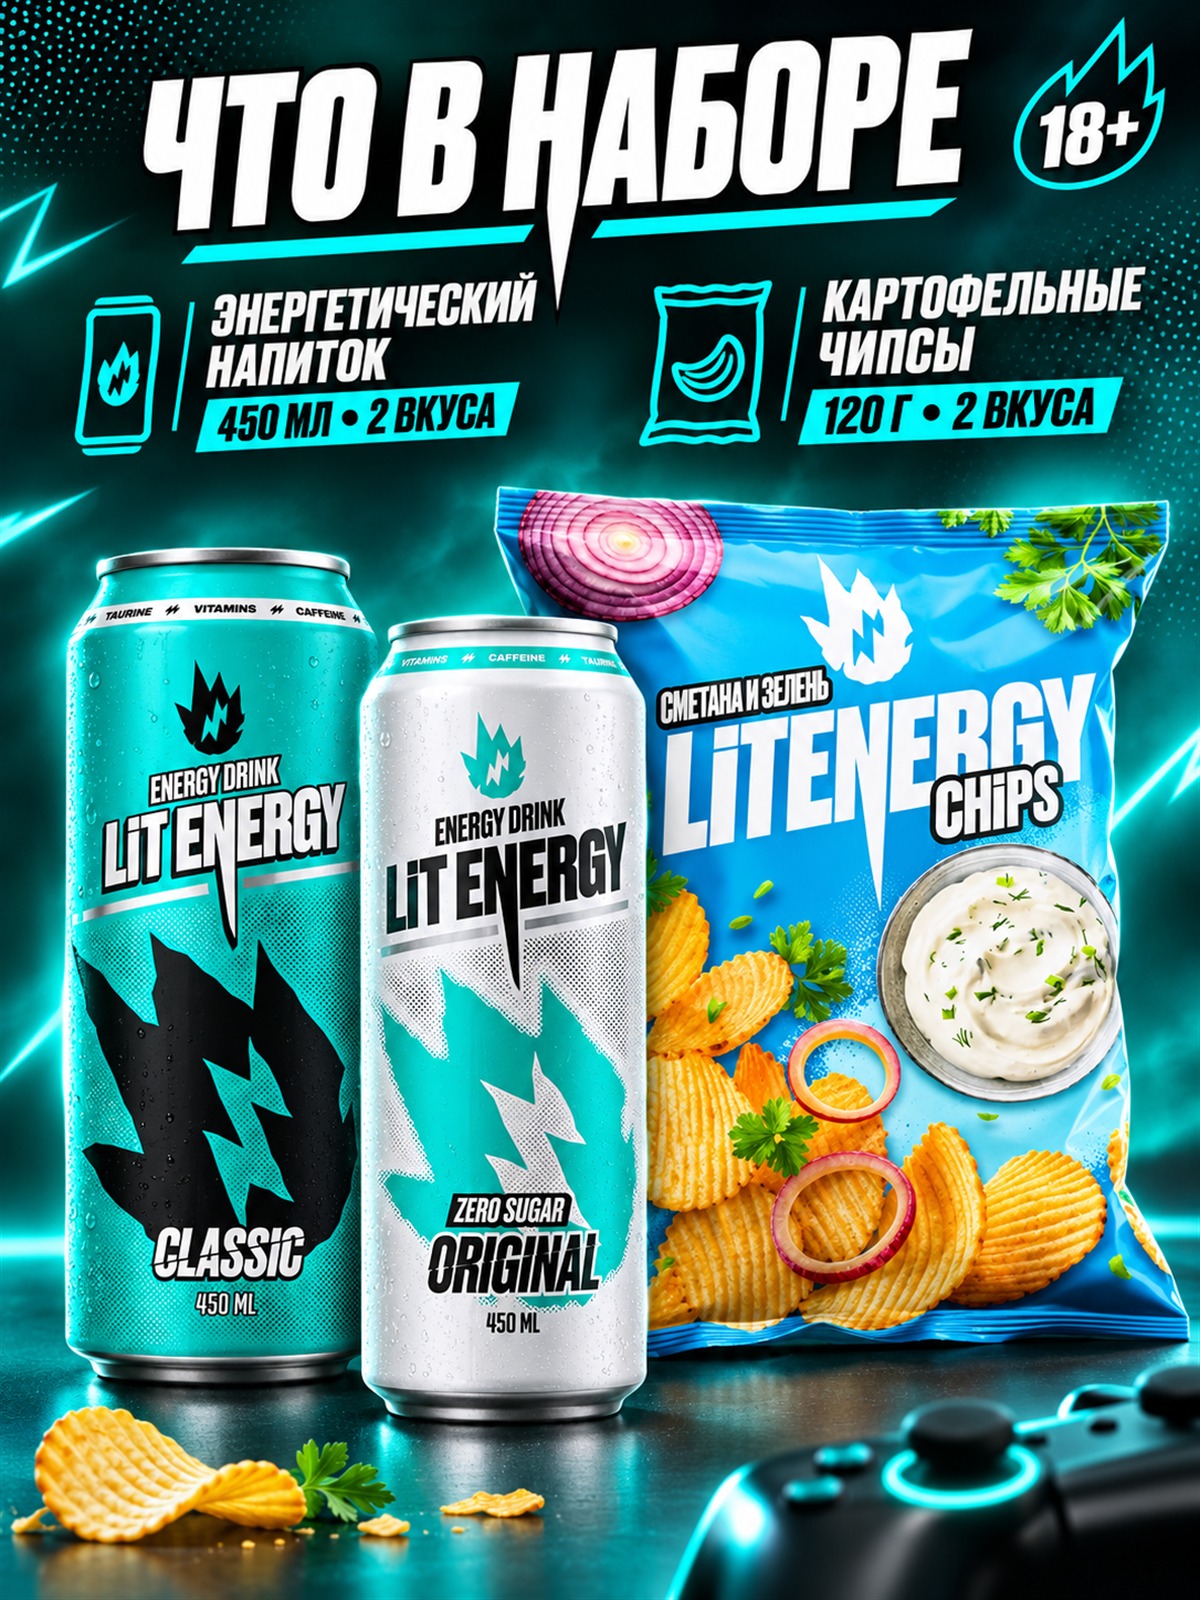 ЧТО В НАБОРЕ
18+
ЭНЕРГЕТИЧЕСКИЙ
НАПИТОК
450 МЛ • 2 ВКУСА
КАРТОФЕЛЬНЫЕ
ЧИПСЫ
120 Г • 2 ВКУСА
TAURINE VITAMINS CAFFEINE
ENERGY DRINK
LiT ENERGY
CLASSIC
450 ML
VITAMINS CAFFEINE TAURINE
ENERGY DRINK
LiT ENERGY
ZERO SUGAR
ORIGINAL
450 ML
СМЕТАНА И ЗЕЛЕНЬ
LiTENERGY
CHiPS